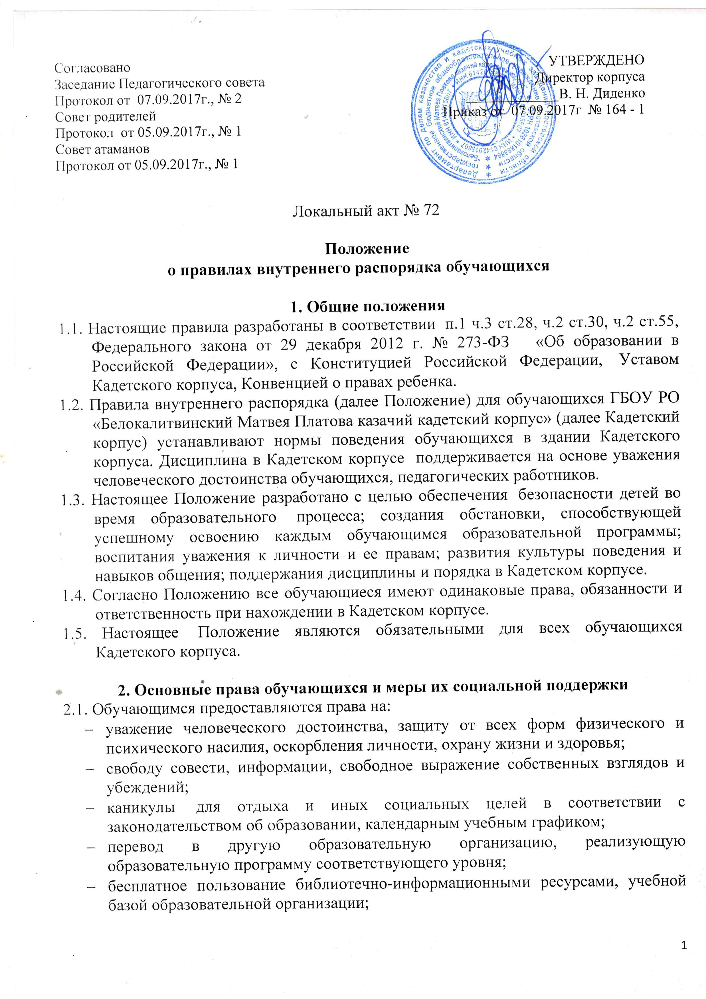 Согласовано
Заседание Педагогического совета
Протокол от 07.09.2017г., № 2
Совет родителей
Протокол от 05.09.2017г., № 1
Совет атаманов
Протокол от 05.09.2017г., № 1
УТВЕРЖДЕНО
Директор корпуса
В. Н. Диденко
Приказ от 07.09.2017г № 164 - 1
Департамент по делам казачества и кадетских учебных заведений Ростовской области
государственное бюджетное общеобразовательное учреждение Ростовской области
Локальный акт № 72
Положение
о правилах внутреннего распорядка обучающихся
1. Общие положения
1.1. Настоящие правила разработаны в соответствии п.1 ч.3 ст.28, ч.2 ст.30, ч.2 ст.55,
Федерального закона от 29 декабря 2012 г. № 273-ФЗ «Об образовании в
Российской Федерации», с Конституцией Российской Федерации, Уставом
Кадетского корпуса, Конвенцией о правах ребенка.
1.2. Правила внутреннего распорядка (далее Положение) для обучающихся ГБОУ РО
«Белокалитвинский Матвея Платова казачий кадетский корпус» (далее Кадетский
корпус) устанавливают нормы поведения обучающихся в здании Кадетского
корпуса. Дисциплина в Кадетском корпусе поддерживается на основе уважения
человеческого достоинства обучающихся, педагогических работников.
1.3. Настоящее Положение разработано с целью обеспечения безопасности детей во
время образовательного процесса; создания обстановки, способствующей
успешному освоению каждым обучающимся образовательной программы;
воспитания уважения к личности и ее правам; развития культуры поведения и
навыков общения; поддержания дисциплины и порядка в Кадетском корпусе.
1.4. Согласно Положению все обучающиеся имеют одинаковые права, обязанности и
ответственность при нахождении в Кадетском корпусе.
1.5. Настоящее Положение являются обязательными для всех обучающихся
Кадетского корпуса.
2. Основные права обучающихся и меры их социальной поддержки
2.1. Обучающимся предоставляются права на:
– уважение человеческого достоинства, защиту от всех форм физического и
психического насилия, оскорбления личности, охрану жизни и здоровья;
– свободу совести, информации, свободное выражение собственных взглядов и
убеждений;
– каникулы для отдыха и иных социальных целей в соответствии с
законодательством об образовании, календарным учебным графиком;
– перевод в другую образовательную организацию, реализующую
образовательную программу соответствующего уровня;
– бесплатное пользование библиотечно-информационными ресурсами, учебной
базой образовательной организации;
1